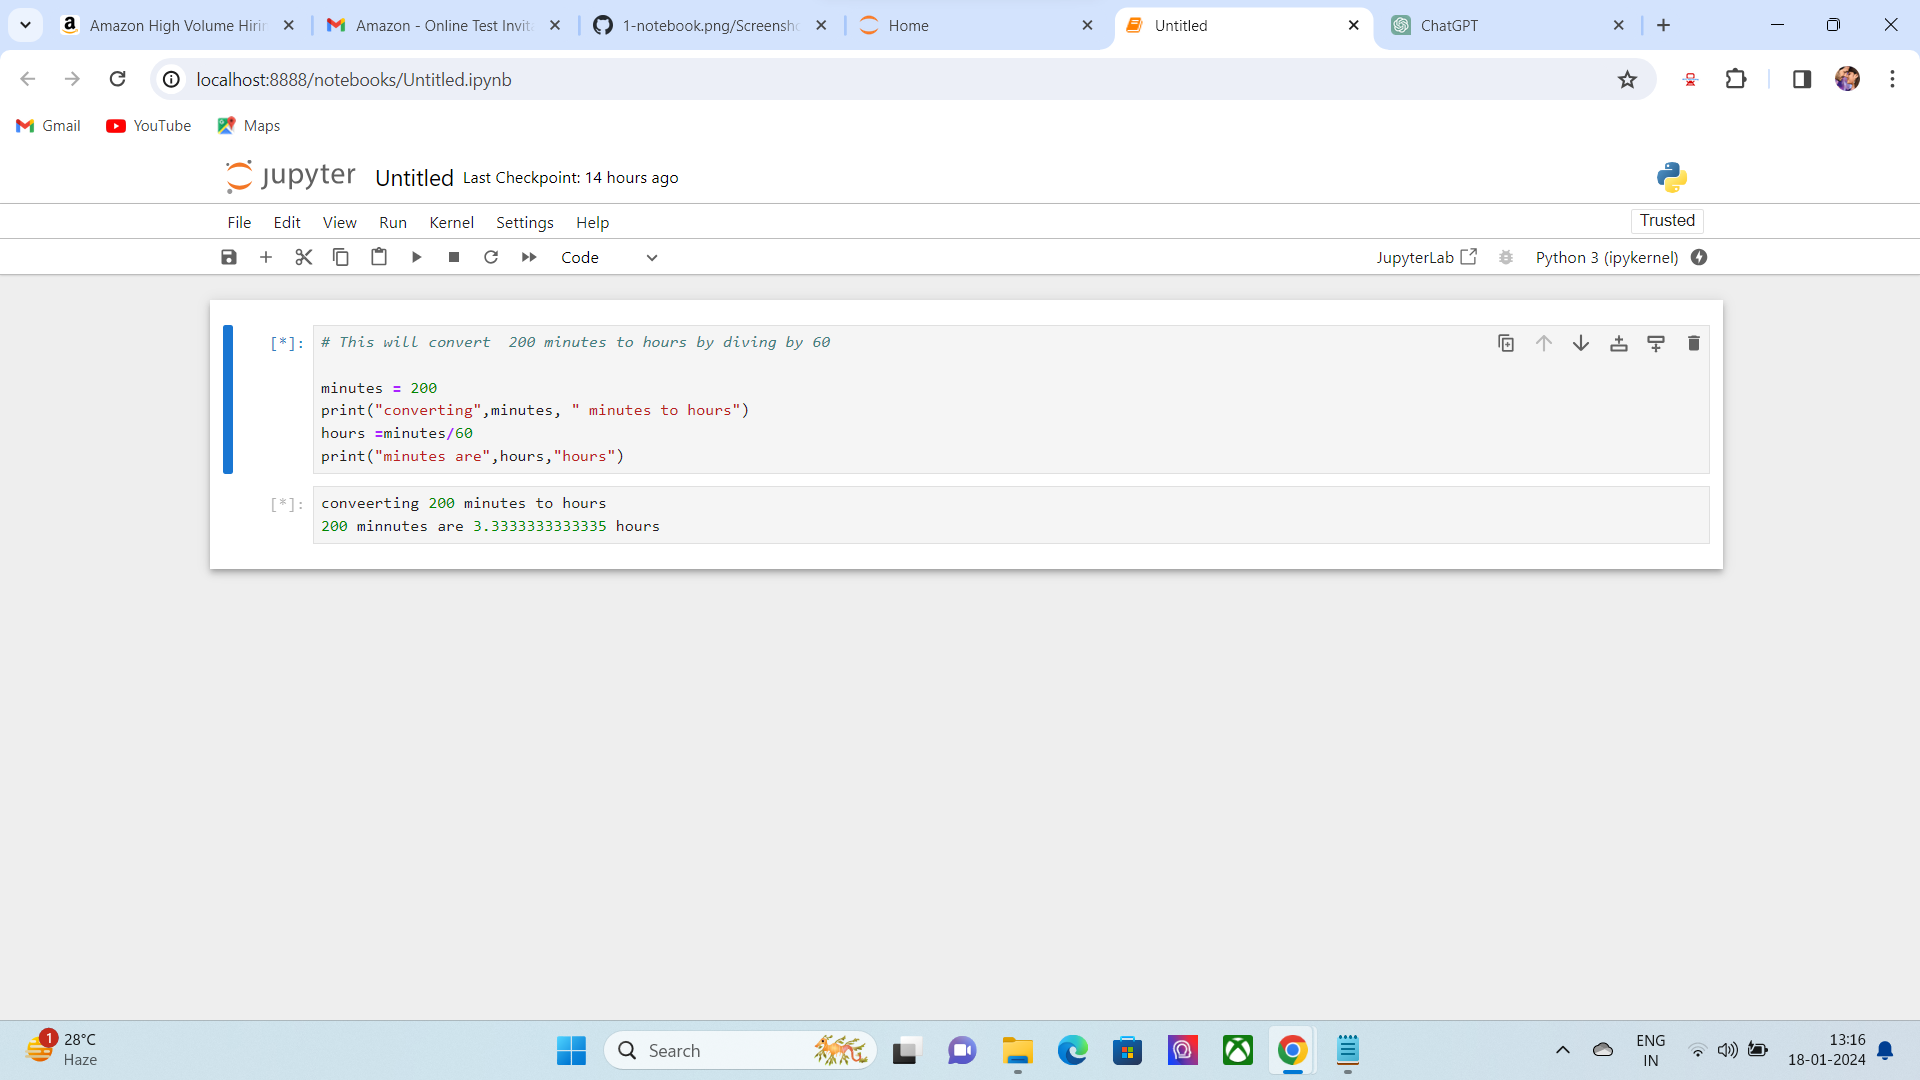 Amazon High Volume Hirin
Amazon - Online Test Invita
1-notebook.png/Screensho
Home
Untitled
ChatGPT
localhost:8888/notebooks/Untitled.ipynb
Gmail
YouTube
Maps
jupyter
Untitled
Last Checkpoint: 14 hours ago
File Edit View Run Kernel Settings Help
Trusted
Code
JupyterLab
Python 3 (ipykernel)
[*]:
# This will convert  200 minutes to hours by diving by 60
minutes = 200
print("converting",minutes, " minutes to hours")
hours =minutes/60
print("minutes are",hours,"hours")
[*]:
conveerting 200 minutes to hours
200 minnutes are 3.3333333333335 hours
1
28°C
Haze
Search
ENG
IN
13:16
18-01-2024